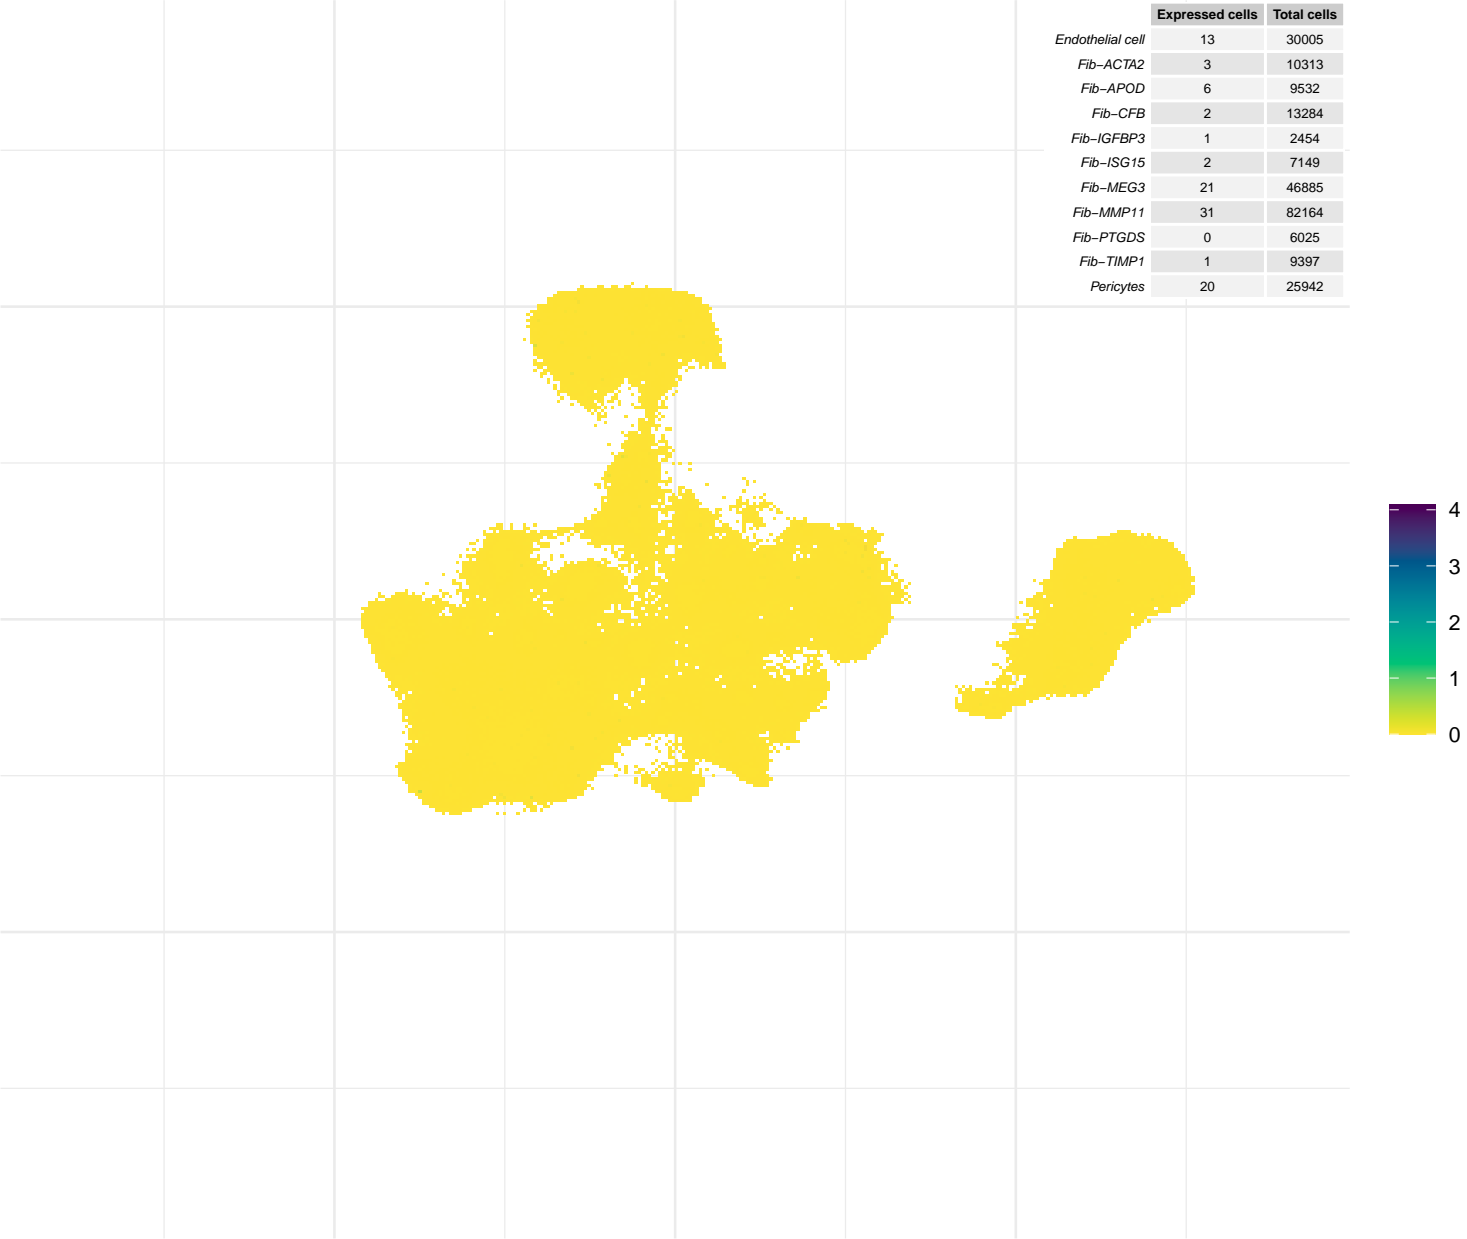 Expressed cells Total cells
Endothelial cell 13 30005
Fib−ACTA2 3 10313
Fib−APOD 6 9532
Fib−CFB 2 13284
Fib−IGFBP3 1 2454
Fib−ISG15 2 7149
Fib−MEG3 21 46885
Fib−MMP11 31 82164
Fib−PTGDS 0 6025
Fib−TIMP1 1 9397
Pericytes 20 25942
4
3
2
1
0